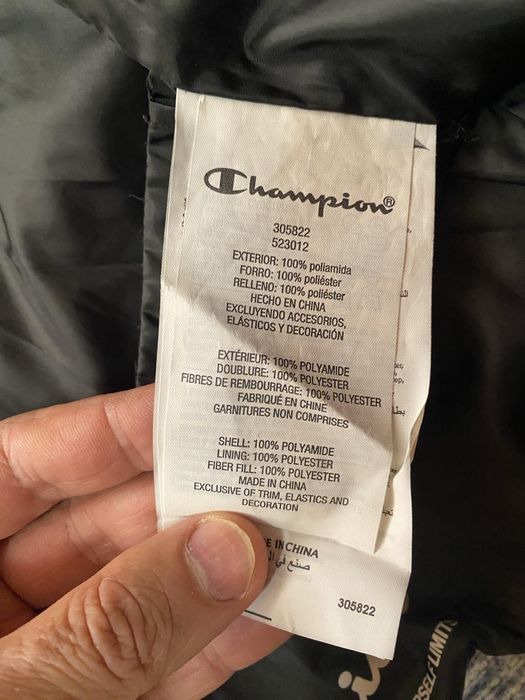 Champion®
305822
523012
EXTERIOR: 100% poliamida
FORRO: 100% poliéster
RELLENO: 100% poliéster
HECHO EN CHINA
EXCLUYENDO ACCESORIOS,
ELÁSTICOS Y DECORACIÓN
EXTÉRIEUR: 100% POLYAMIDE
DOUBLURE: 100% POLYESTER
FIBRES DE REMBOURRAGE: 100% POLYESTER
FABRIQUÉ EN CHINE
GARNITURES NON COMPRISES
SHELL: 100% POLYAMIDE
LINING: 100% POLYESTER
FIBER FILL: 100% POLYESTER
MADE IN CHINA
EXCLUSIVE OF TRIM, ELASTICS AND
DECORATION
IN CHINA
صنع في
305822
LIMITS